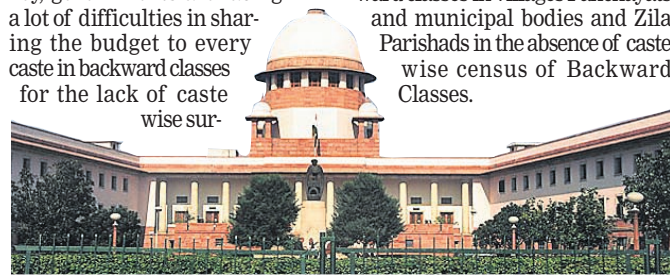 a lot of difficulties in shar-
ing the budget to every
caste in backward classes
for the lack of caste
wise sur-
and municipal bodies and Zila
Parishads in the absence of caste
wise census of Backward
Classes.